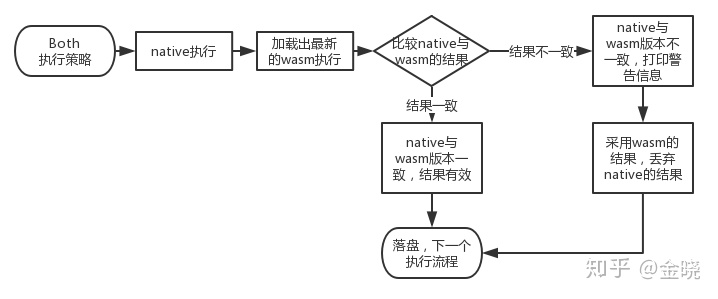 Both
执行策略
native执行
加载出最新
的wasm执行
比较native与
wasm的结果
结果不一致
native与
wasm版本不
一致，打印警
告信息
结果一致
native与
wasm版本一
致，结果有效
采用wasm的
结果，丢弃
native的结果
落盘，下一个
执行流程
知乎 @金晓